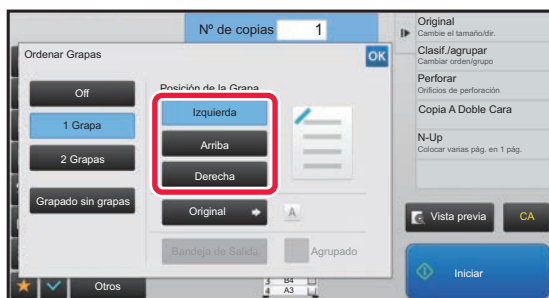 Nº de copias 1
Ordenar Grapas
OK
Off
1 Grapa
2 Grapas
Grapado sin grapas
Posición de la Grapa
Izquierda
Arriba
Derecha
Original
A
Bandeja de Salida
Agrupado
Otros
3 B4
4 A3
Original
Cambie el tamaño/dir.
Clasif./agrupar
Cambiar orden/grupo
Perforar
Orificios de perforación
Copia A Doble Cara
N-Up
Colocar varias pág. en 1 pág.
Vista previa
CA
Iniciar